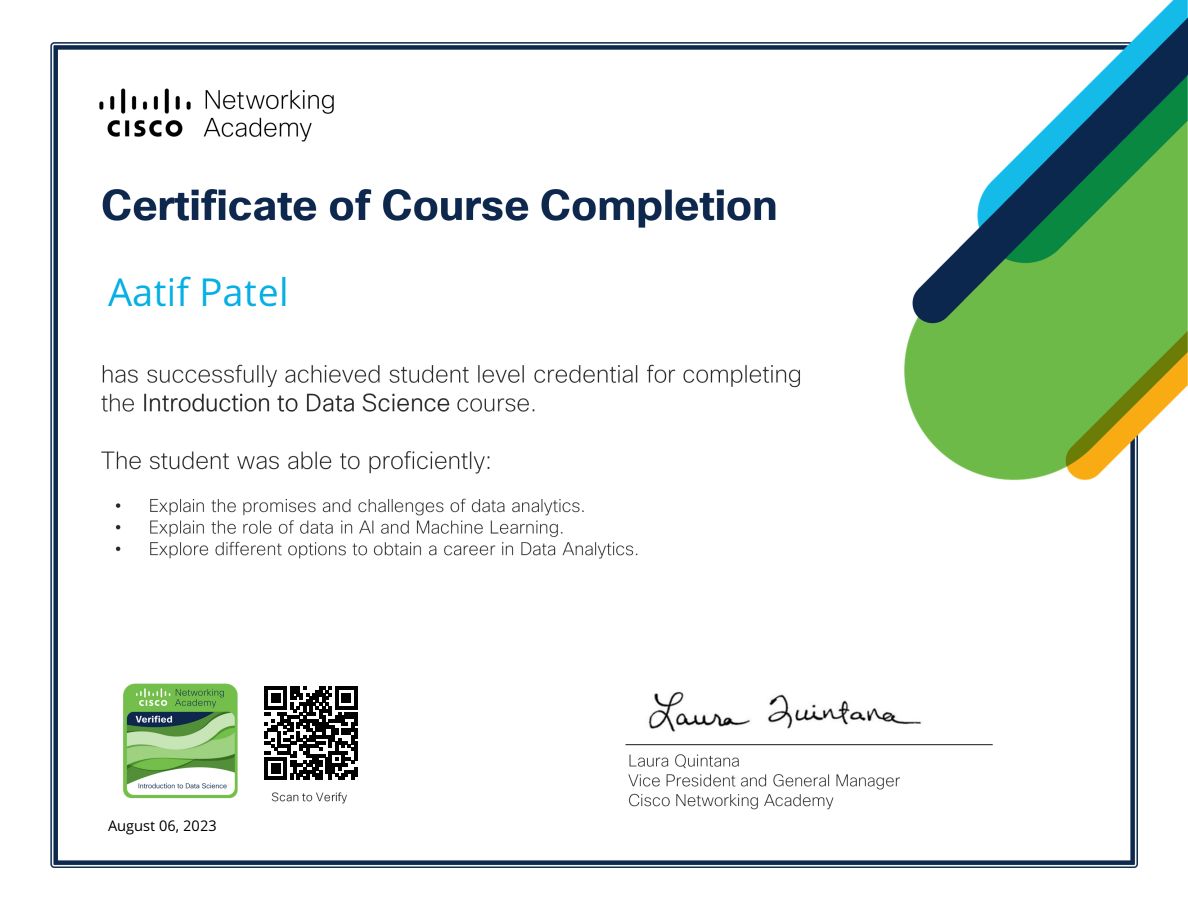 Networking
CISCO Academy
Certificate of Course Completion
Aatif Patel
has successfully achieved student level credential for completing
the Introduction to Data Science course.
The student was able to proficiently:
• Explain the promises and challenges of data analytics.
• Explain the role of data in AI and Machine Learning.
• Explore different options to obtain a career in Data Analytics.
Networking
CISCO Academy
Verified
Introduction to Data Science
Scan to Verify
August 06, 2023
Laura Quintana
Laura Quintana
Vice President and General Manager
Cisco Networking Academy